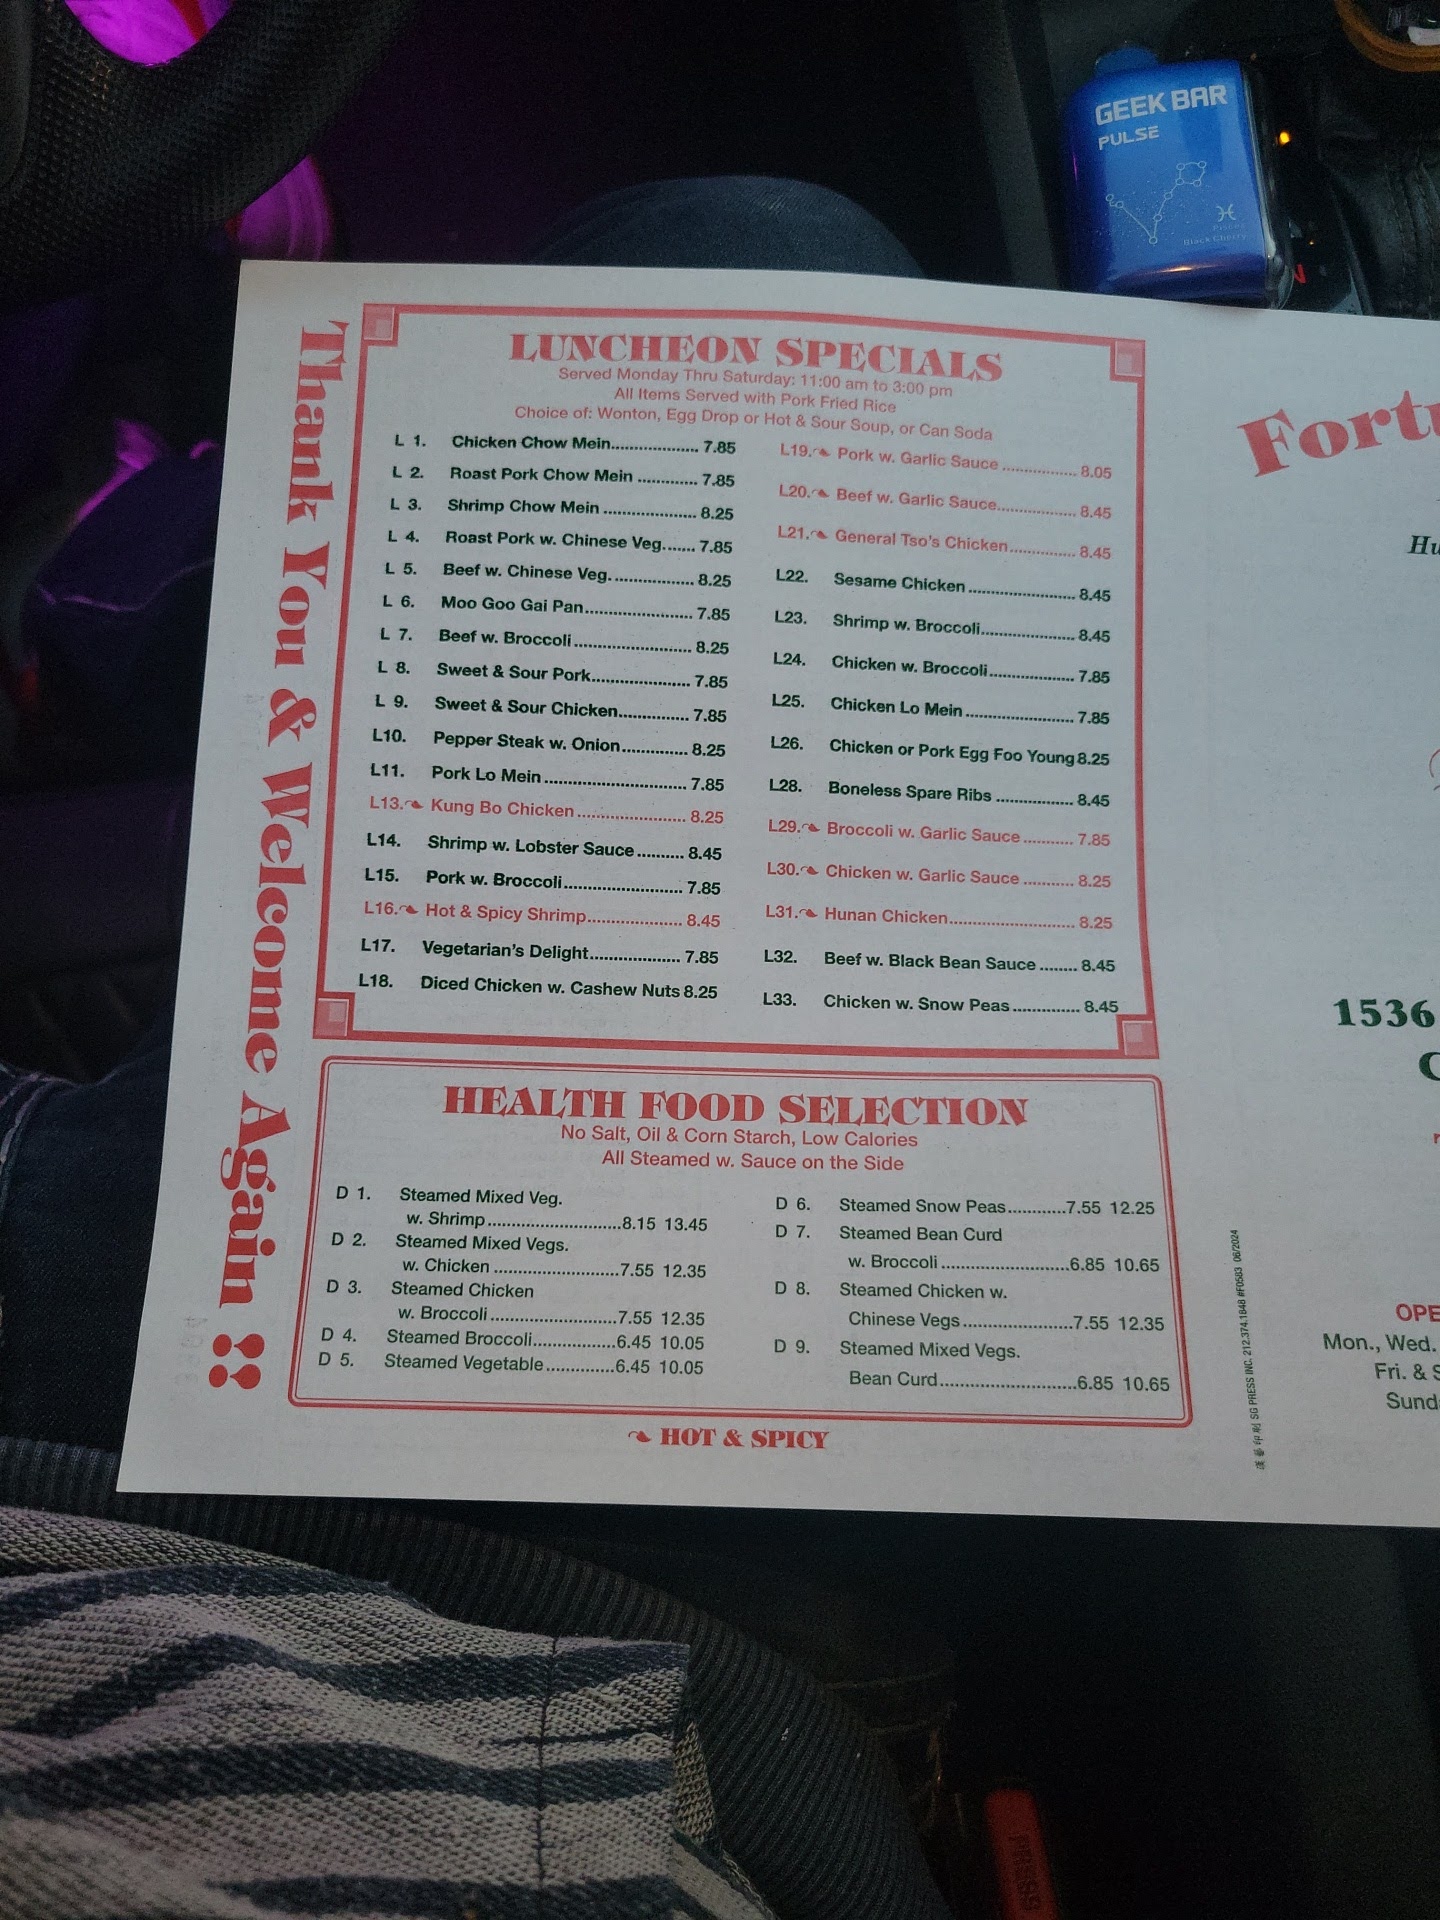 GEEK BAR
PULSE
Pisces
Black Cherry
N
Thank You & Welcome Again !!
LUNCHEON SPECIALS
Served Monday Thru Saturday: 11:00 am to 3:00 pm
All Items Served with Pork Fried Rice
Choice of: Wonton, Egg Drop or Hot & Sour Soup, or Can Soda
L 1. Chicken Chow Mein 7.85
L 2. Roast Pork Chow Mein 7.85
L 3. Shrimp Chow Mein 8.25
L 4. Roast Pork w. Chinese Veg. 7.85
L 5. Beef w. Chinese Veg. 8.25
L 6. Moo Goo Gai Pan 7.85
L 7. Beef w. Broccoli 8.25
L 8. Sweet & Sour Pork 7.85
L 9. Sweet & Sour Chicken 7.85
L10. Pepper Steak w. Onion 8.25
L11. Pork Lo Mein 7.85
L13. Kung Bo Chicken 8.25
L14. Shrimp w. Lobster Sauce 8.45
L15. Pork w. Broccoli 7.85
L16. Hot & Spicy Shrimp 8.45
L17. Vegetarian's Delight 7.85
L18. Diced Chicken w. Cashew Nuts 8.25
L19. Pork w. Garlic Sauce 8.05
L20. Beef w. Garlic Sauce 8.45
L21. General Tso's Chicken 8.45
L22. Sesame Chicken 8.45
L23. Shrimp w. Broccoli 8.45
L24. Chicken w. Broccoli 7.85
L25. Chicken Lo Mein 7.85
L26. Chicken or Pork Egg Foo Young 8.25
L28. Boneless Spare Ribs 8.45
L29. Broccoli w. Garlic Sauce 7.85
L30. Chicken w. Garlic Sauce 8.25
L31. Hunan Chicken 8.25
L32. Beef w. Black Bean Sauce 8.45
L33. Chicken w. Snow Peas 8.45
HEALTH FOOD SELECTION
No Salt, Oil & Corn Starch, Low Calories
All Steamed w. Sauce on the Side
D 1. Steamed Mixed Veg.
w. Shrimp 8.15 13.45
D 2. Steamed Mixed Vegs.
w. Chicken 7.55 12.35
D 3. Steamed Chicken
w. Broccoli 7.55 12.35
D 4. Steamed Broccoli 6.45 10.05
D 5. Steamed Vegetable 6.45 10.05
D 6. Steamed Snow Peas 7.55 12.25
D 7. Steamed Bean Curd
w. Broccoli 6.85 10.65
D 8. Steamed Chicken w.
Chinese Vegs 7.55 12.35
D 9. Steamed Mixed Vegs.
Bean Curd 6.85 10.65
HOT & SPICY
SG PRESS INC. 212.374.1848 #F0583 06/2024
Fortu
Hu
1536
C
OPE
Mon., Wed.
Fri. & S
Sund
PRESS